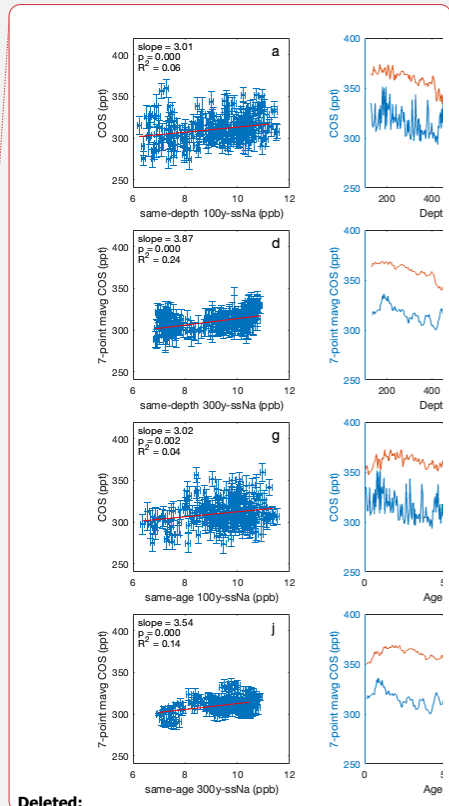 slope = 3.01
p = 0.000
R² = 0.06
a
COS (ppt)
400
350
300
250
6 8 10 12
same-depth 100y-ssNa (ppb)
400
350
300
250
COS (ppt)
200 400
Dept
slope = 3.87
p = 0.000
R² = 0.24
d
7-point mavg COS (ppt)
400
350
300
250
6 8 10 12
same-depth 300y-ssNa (ppb)
400
350
300
250
7-point mavg COS (ppt)
200 400
Dept
slope = 3.02
p = 0.002
R² = 0.04
g
COS (ppt)
400
350
300
250
6 8 10 12
same-age 100y-ssNa (ppb)
400
350
300
250
COS (ppt)
0 5
Age
slope = 3.54
p = 0.000
R² = 0.14
j
7-point mavg COS (ppt)
400
350
300
250
6 8 10 12
same-age 300y-ssNa (ppb)
400
350
300
250
7-point mavg COS (ppt)
0 5
Age
Deleted: